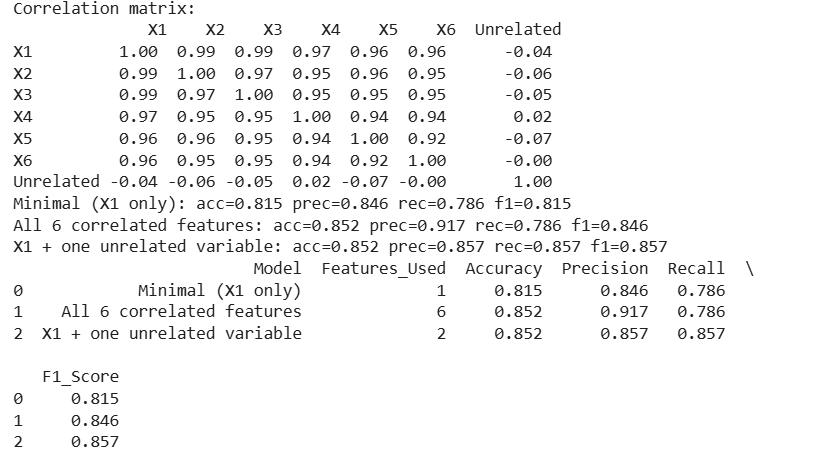 Correlation matrix:
X1 X2 X3 X4 X5 X6 Unrelated
X1 1.00 0.99 0.99 0.97 0.96 0.96 -0.04
X2 0.99 1.00 0.97 0.95 0.96 0.95 -0.06
X3 0.99 0.97 1.00 0.95 0.95 0.95 -0.05
X4 0.97 0.95 0.95 1.00 0.94 0.94 0.02
X5 0.96 0.96 0.95 0.94 1.00 0.92 -0.07
X6 0.96 0.95 0.95 0.94 0.92 1.00 -0.00
Unrelated -0.04 -0.06 -0.05 0.02 -0.07 -0.00 1.00
Minimal (X1 only): acc=0.815 prec=0.846 rec=0.786 f1=0.815
All 6 correlated features: acc=0.852 prec=0.917 rec=0.786 f1=0.846
X1 + one unrelated variable: acc=0.852 prec=0.857 rec=0.857 f1=0.857
Model Features_Used Accuracy Precision Recall \
0 Minimal (X1 only) 1 0.815 0.846 0.786
1 All 6 correlated features 6 0.852 0.917 0.786
2 X1 + one unrelated variable 2 0.852 0.857 0.857
F1_Score
0 0.815
1 0.846
2 0.857